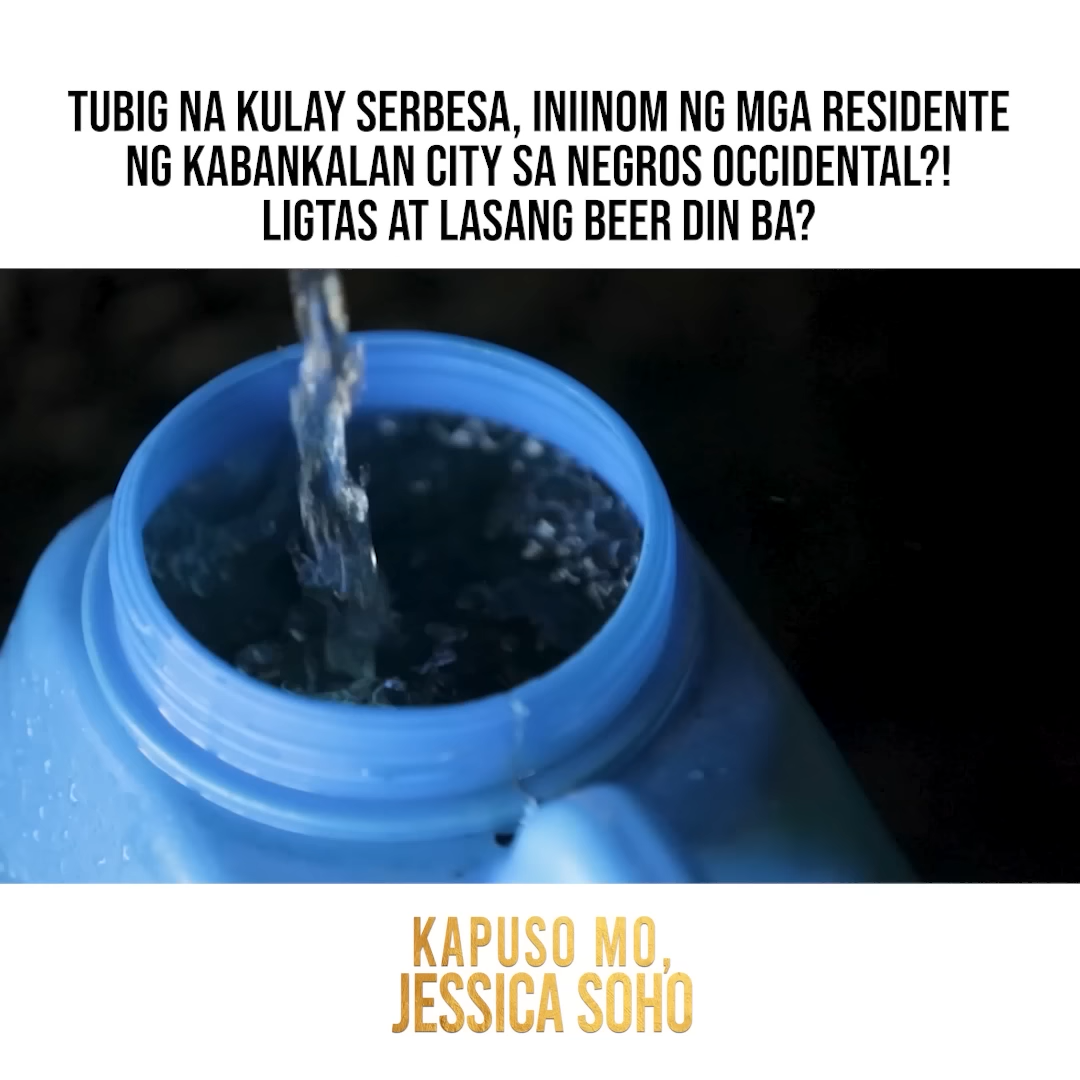 TUBIG NA KULAY SERBESA, INIINOM NG MGA RESIDENTE
NG KABANKALAN CITY SA NEGROS OCCIDENTAL?!
LIGTAS AT LASANG BEER DIN BA?
KAPUSO MO,
JESSICA SOHO